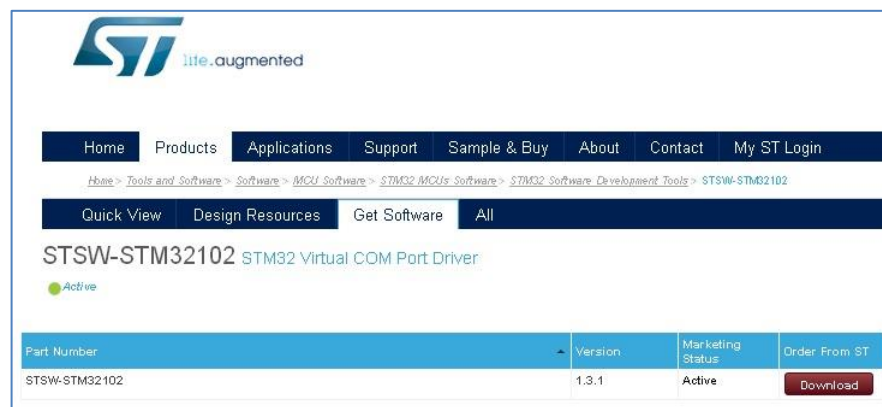 ST life.augmented
Home Products Applications Support Sample & Buy About Contact My ST Login
Home > Tools and Software > Software > MCU Software > STM32 MCUs Software > STM32 Software Development Tools > STSW-STM32102
Quick View Design Resources Get Software All
STSW-STM32102 STM32 Virtual COM Port Driver
Active
Part Number Version Marketing Status Order From ST
STSW-STM32102 1.3.1 Active Download